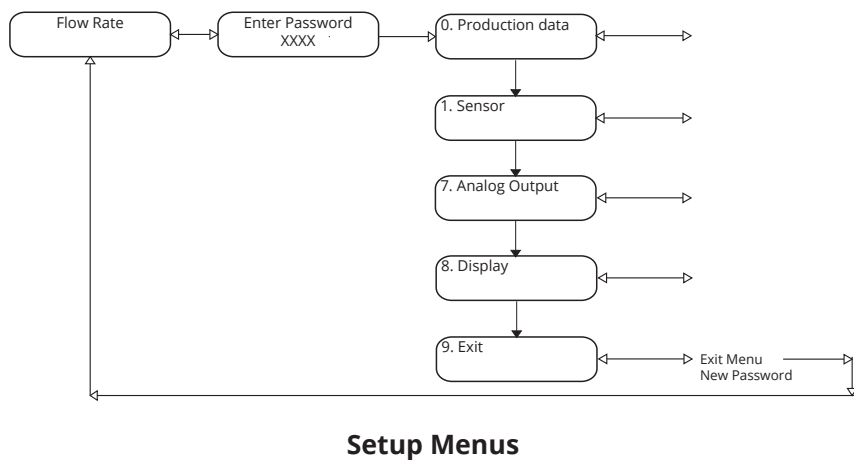 Flow Rate
Enter Password
XXXX
0. Production data
1. Sensor
7. Analog Output
8. Display
9. Exit
Exit Menu
New Password
Setup Menus